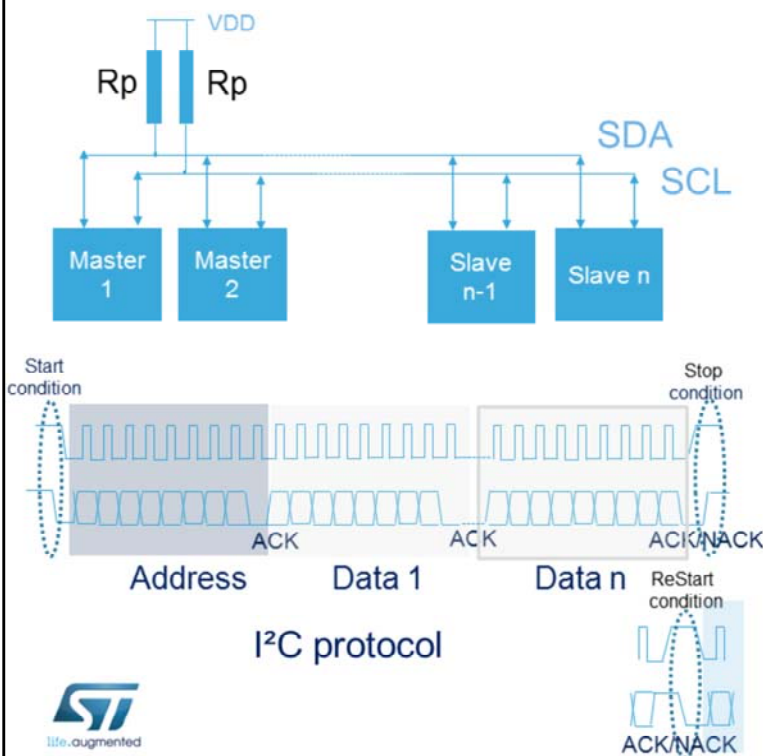 VDD
Rp Rp
SDA
SCL
Master
1
Master
2
Slave
n-1
Slave n
Start
condition
Stop
condition
ACK
ACK
ACK/NACK
Address
Data 1
Data n
ReStart
condition
I²C protocol
ACK/NACK
ST
life.augmented